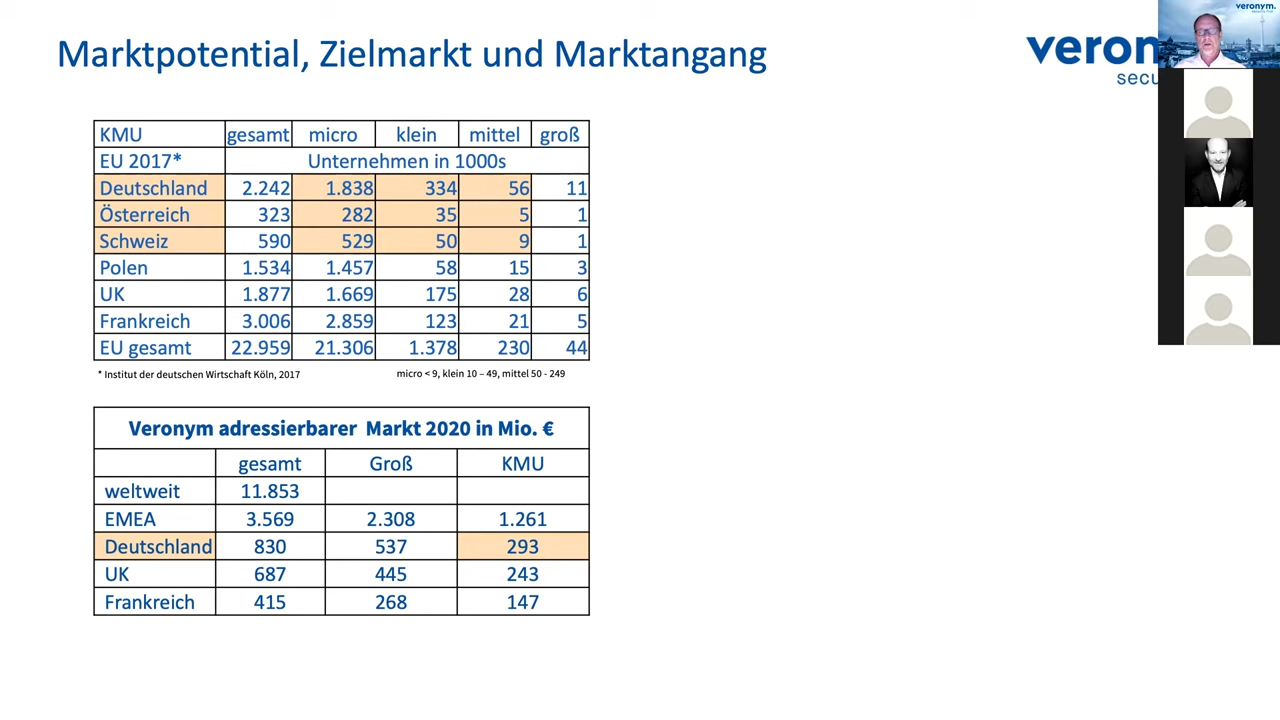 Marktpotential, Zielmarkt und Marktangang
veronym.
KMU gesamt micro klein mittel groß
EU 2017* Unternehmen in 1000s
Deutschland 2.242 1.838 334 56 11
Österreich 323 282 35 5 1
Schweiz 590 529 50 9 1
Polen 1.534 1.457 58 15 3
UK 1.877 1.669 175 28 6
Frankreich 3.006 2.859 123 21 5
EU gesamt 22.959 21.306 1.378 230 44
* Institut der deutschen Wirtschaft Köln, 2017 micro < 9, klein 10 – 49, mittel 50 - 249
Veronym adressierbarer Markt 2020 in Mio. €
gesamt Groß KMU
weltweit 11.853
EMEA 3.569 2.308 1.261
Deutschland 830 537 293
UK 687 445 243
Frankreich 415 268 147